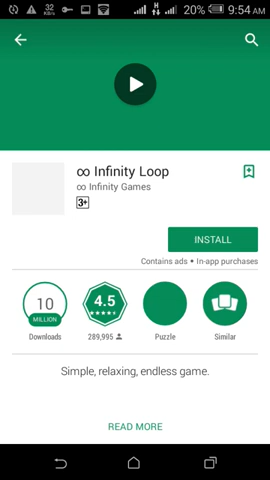 32
KB/s
H
20% 9:54 AM
∞ Infinity Loop
∞ Infinity Games
3+
INSTALL
Contains ads • In-app purchases
10
MILLION
4.5
Downloads
289,995
Puzzle
Similar
Simple, relaxing, endless game.
READ MORE